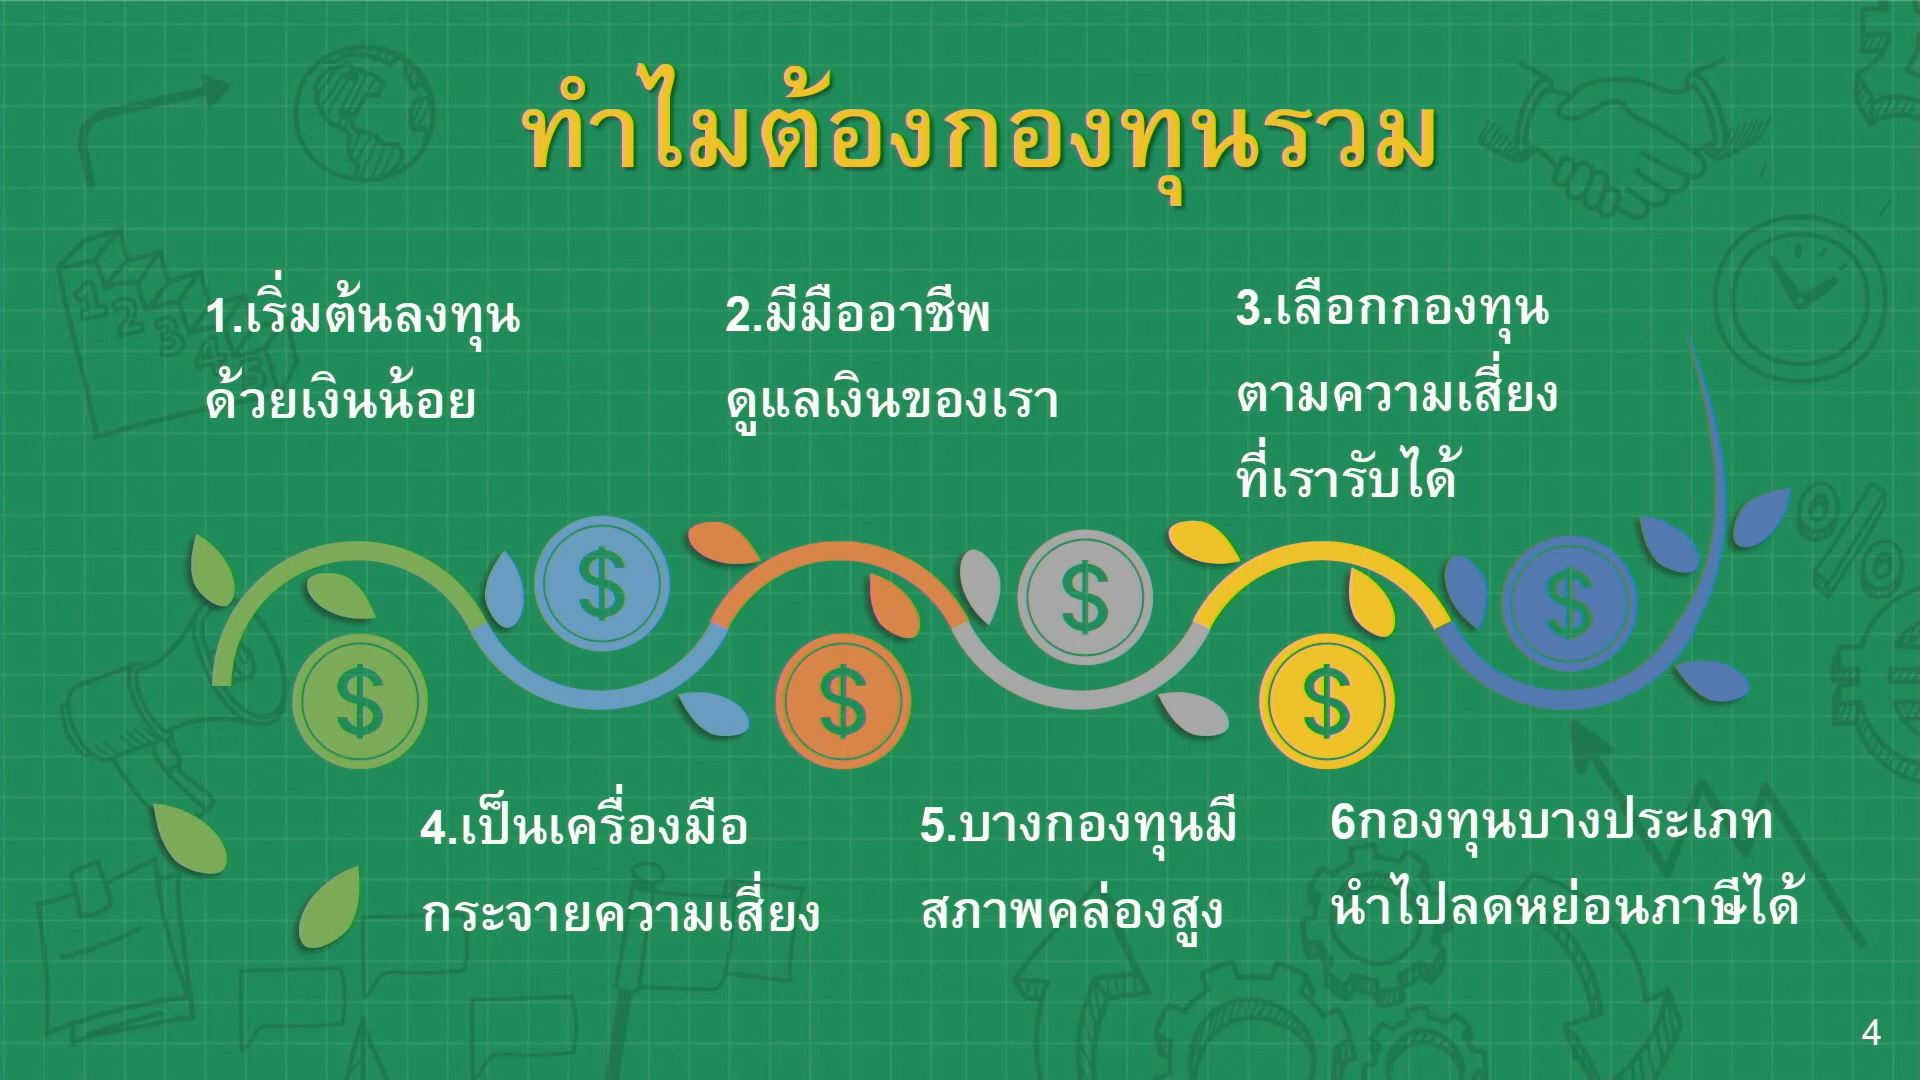 ทำไมต้องกองทุนรวม
1.เริ่มต้นลงทุน
ด้วยเงินน้อย
2.มีมืออาชีพ
ดูแลเงินของเรา
3.เลือกกองทุน
ตามความเสี่ยง
ที่เรารับได้
$
$
$
$
$
$
4.เป็นเครื่องมือ
กระจายความเสี่ยง
5.บางกองทุนมี
สภาพคล่องสูง
6กองทุนบางประเภท
นำไปลดหย่อนภาษีได้
1 2 3 4 5
%
4